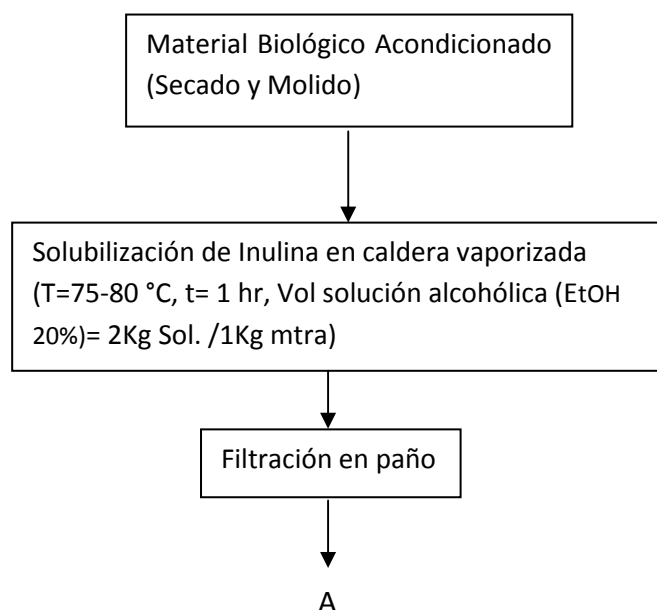 Material Biológico Acondicionado
(Secado y Molido)
Solubilización de Inulina en caldera vaporizada
(T=75-80 °C, t= 1 hr, Vol solución alcohólica (EtOH
20%)= 2Kg Sol. /1Kg mtra)
Filtración en paño
A